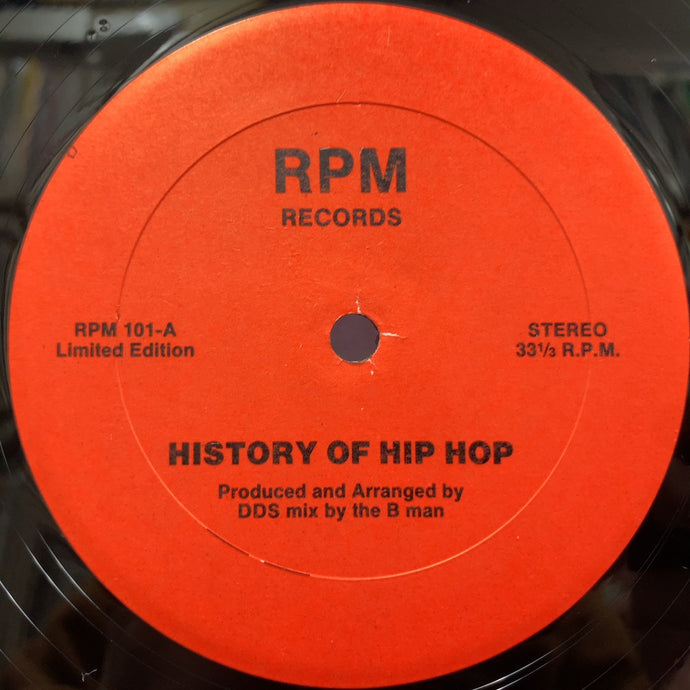 RPM
RECORDS
RPM 101-A
Limited Edition
STEREO
33⅓ R.P.M.
HISTORY OF HIP HOP
Produced and Arranged by
DDS mix by the B man